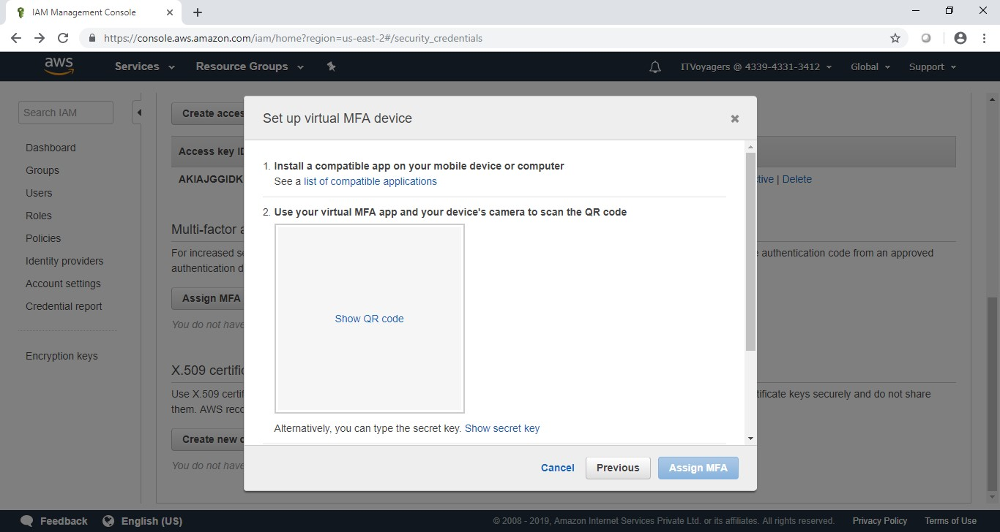 IAM Management Console
https://console.aws.amazon.com/iam/home?region=us-east-2#/security_credentials
aws
Services
Resource Groups
ITVoyagers @ 4339-4331-3412
Global
Support
Search IAM
Dashboard
Groups
Users
Roles
Policies
Identity providers
Account settings
Credential report
Encryption keys
Create acces
Access key ID
AKIAJGGIDK
tive | Delete
Multi-factor a
For increased se
authentication code from an approved
authentication d
Assign MFA
You do not have
X.509 certific
Use X.509 certif
tificate keys securely and do not share
them. AWS reco
Create new c
You do not have
Set up virtual MFA device
1. Install a compatible app on your mobile device or computer
See a list of compatible applications
2. Use your virtual MFA app and your device's camera to scan the QR code
Show QR code
Alternatively, you can type the secret key. Show secret key
Cancel
Previous
Assign MFA
Feedback
English (US)
© 2008 - 2019, Amazon Internet Services Private Ltd. or its affiliates. All rights reserved.
Privacy Policy
Terms of Use